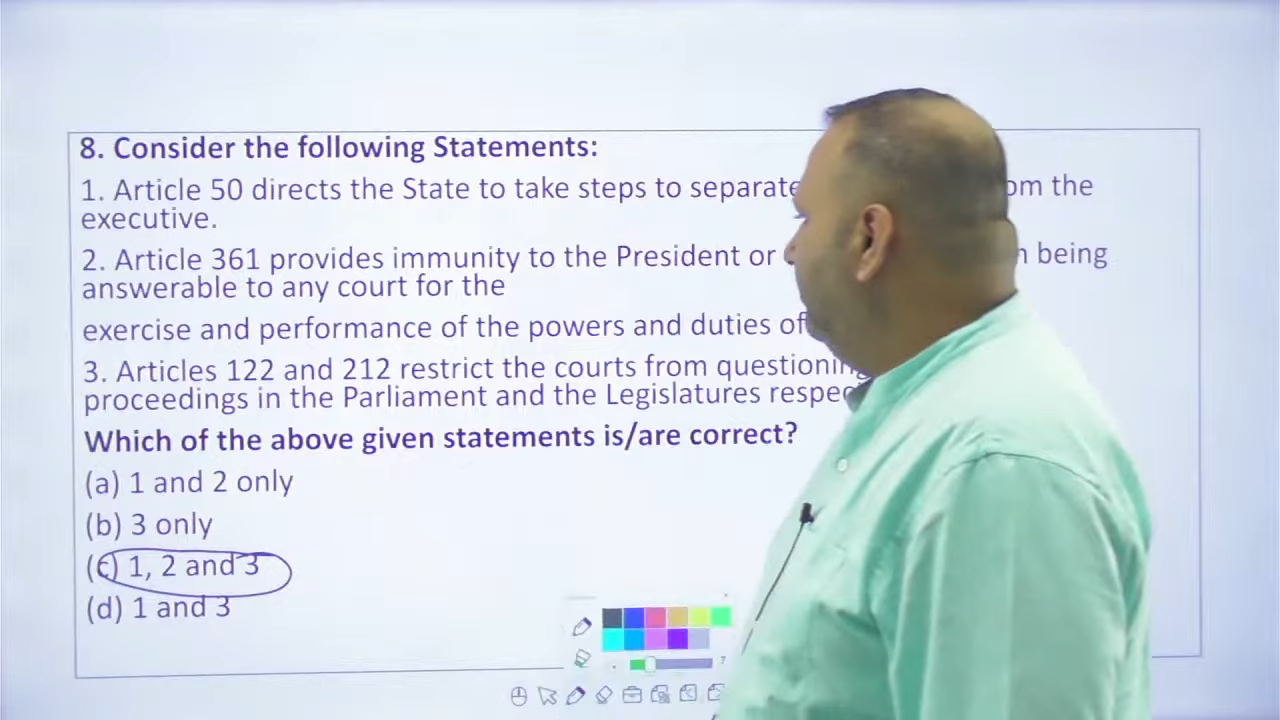 8. Consider the following Statements:
1. Article 50 directs the State to take steps to separate om the
executive.
2. Article 361 provides immunity to the President or being
answerable to any court for the
exercise and performance of the powers and duties of
3. Articles 122 and 212 restrict the courts from questioning
proceedings in the Parliament and the Legislatures respec
Which of the above given statements is/are correct?
(a) 1 and 2 only
(b) 3 only
(c) 1, 2 and 3
(d) 1 and 3